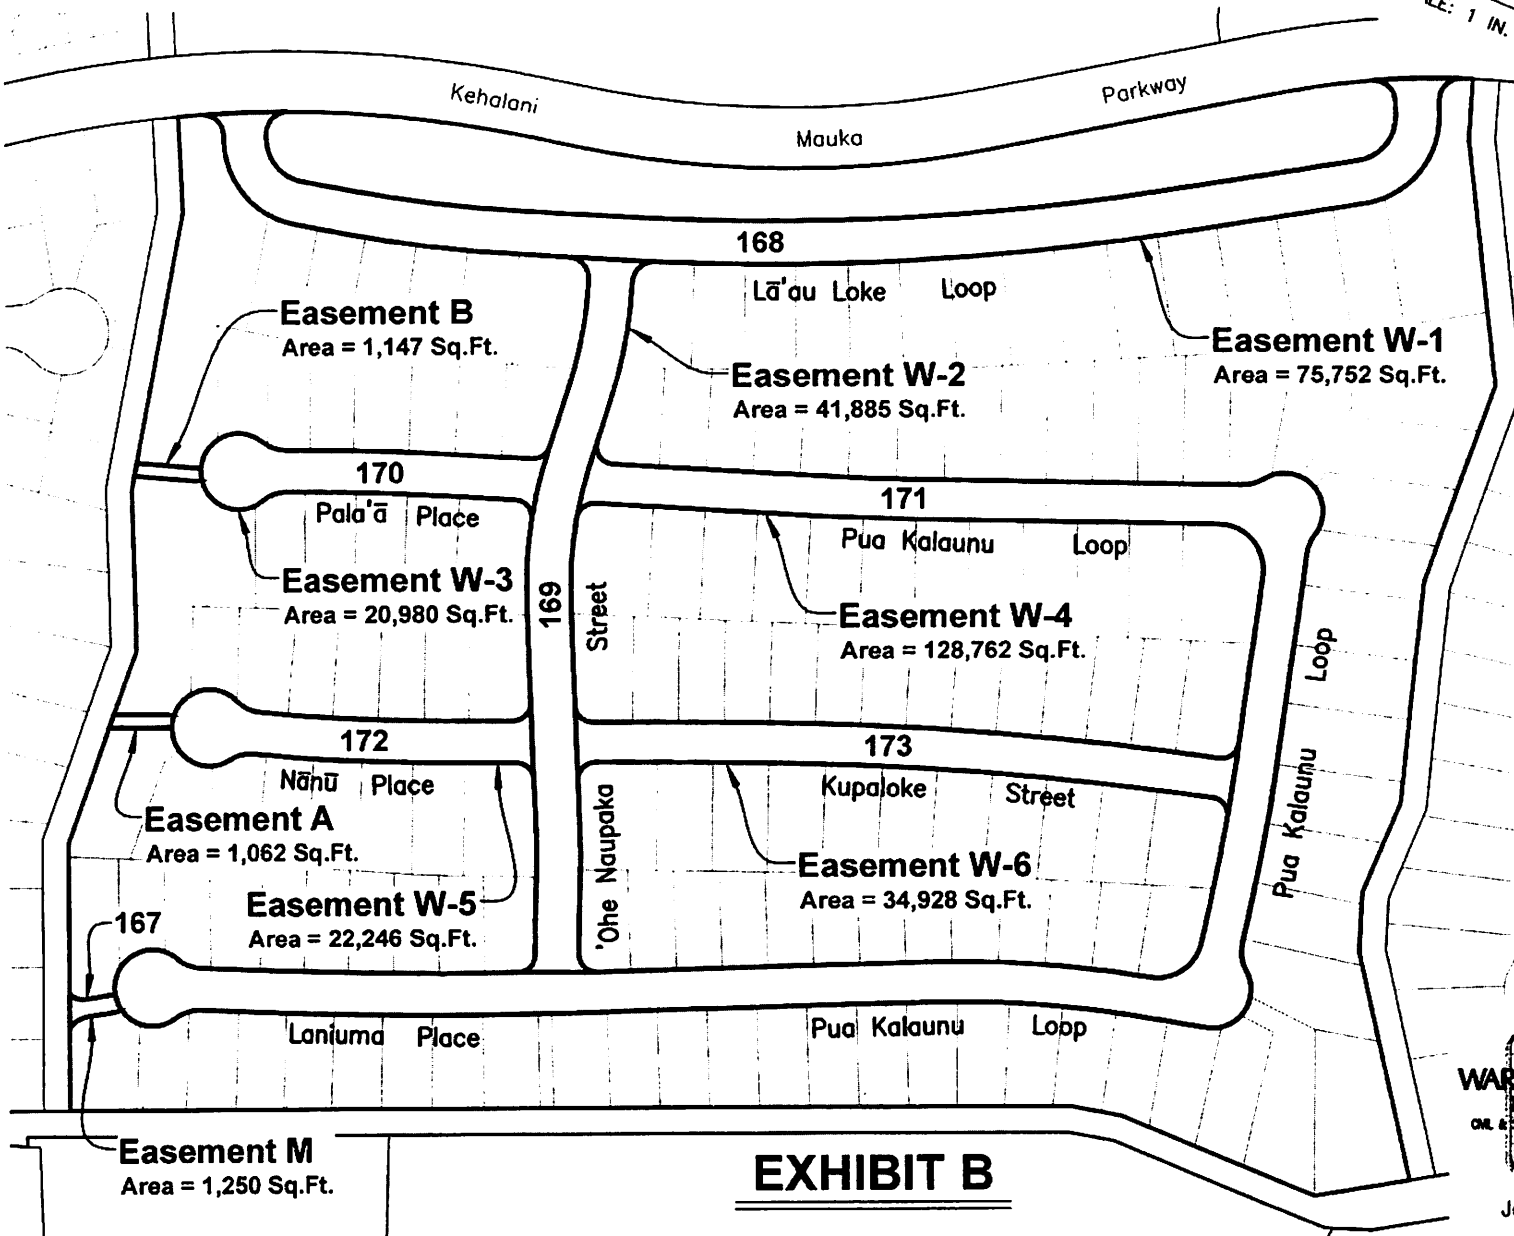 1 IN.
Kehalani
Mauka
Parkway
168
Lā'au Loke Loop
Easement B
Area = 1,147 Sq.Ft.
Easement W-2
Area = 41,885 Sq.Ft.
Easement W-1
Area = 75,752 Sq.Ft.
170
Pala'ā Place
171
Pua Kalaunu Loop
Easement W-3
Area = 20,980 Sq.Ft.
169
'Ohe Naupaka Street
Easement W-4
Area = 128,762 Sq.Ft.
Pua Kalaunu Loop
172
Nānū Place
173
Kupaloke Street
Easement A
Area = 1,062 Sq.Ft.
Easement W-5
Area = 22,246 Sq.Ft.
Easement W-6
Area = 34,928 Sq.Ft.
167
Laniuma Place
Pua Kalaunu Loop
Easement M
Area = 1,250 Sq.Ft.
EXHIBIT B